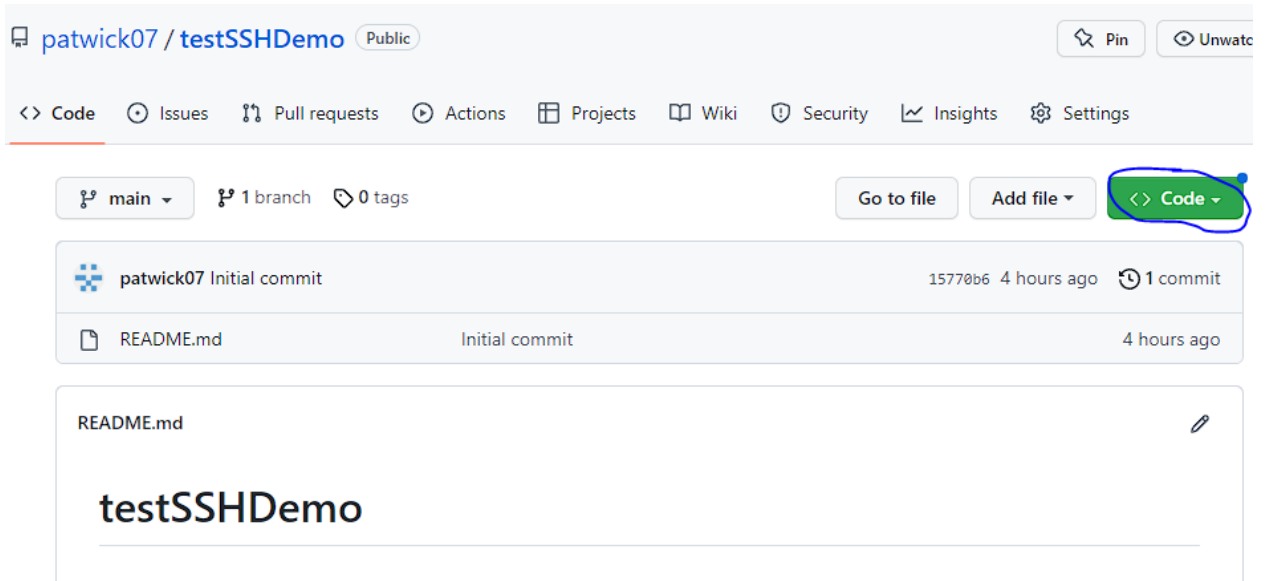 patwick07 / testSSHDemo Public Pin Unwatc
<> Code Issues Pull requests Actions Projects Wiki Security Insights Settings
main 1 branch 0 tags Go to file Add file <> Code
patwick07 Initial commit 15770b6 4 hours ago 1 commit
README.md Initial commit 4 hours ago
README.md
testSSHDemo